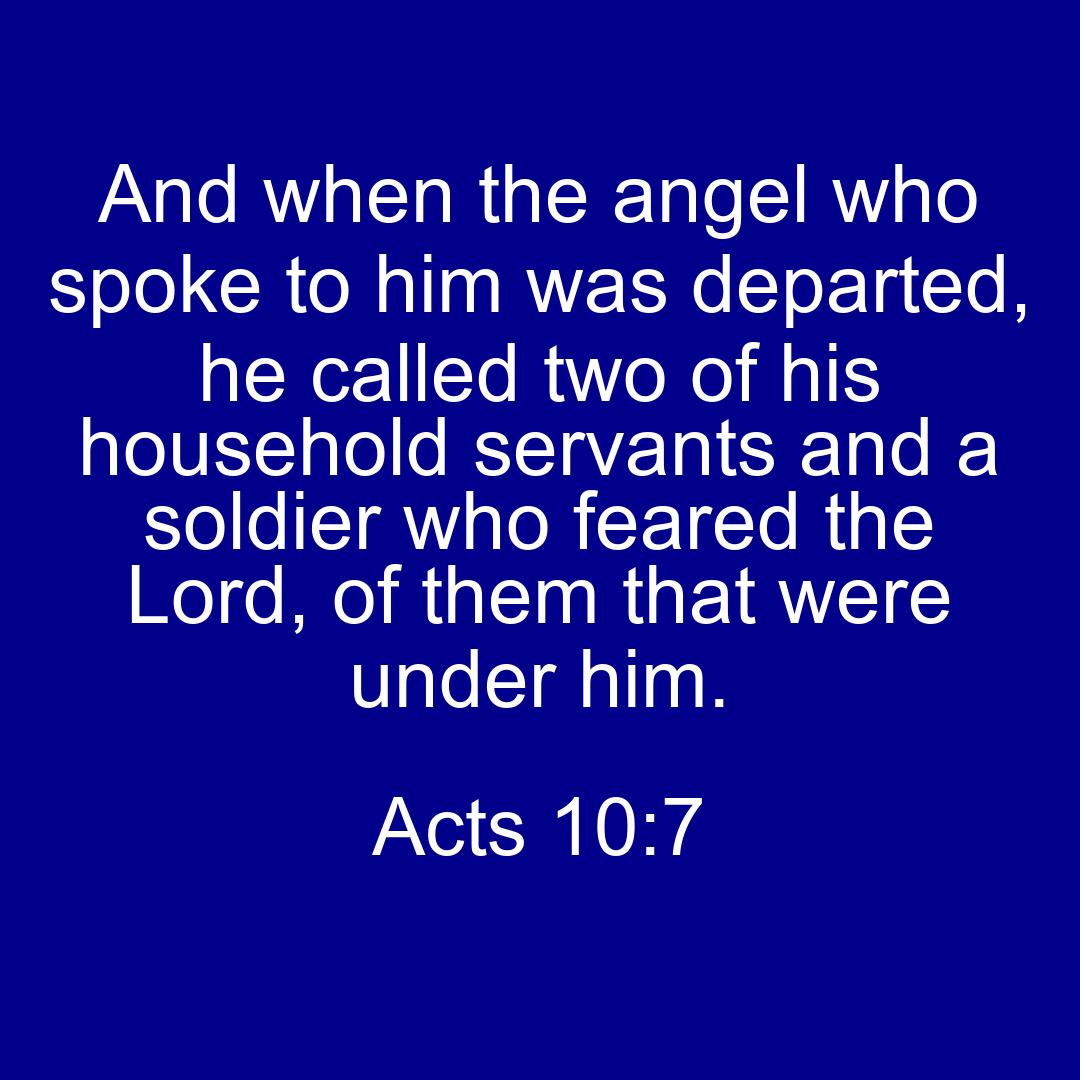 And when the angel who
spoke to him was departed,
he called two of his
household servants and a
soldier who feared the
Lord, of them that were
under him.
Acts 10:7